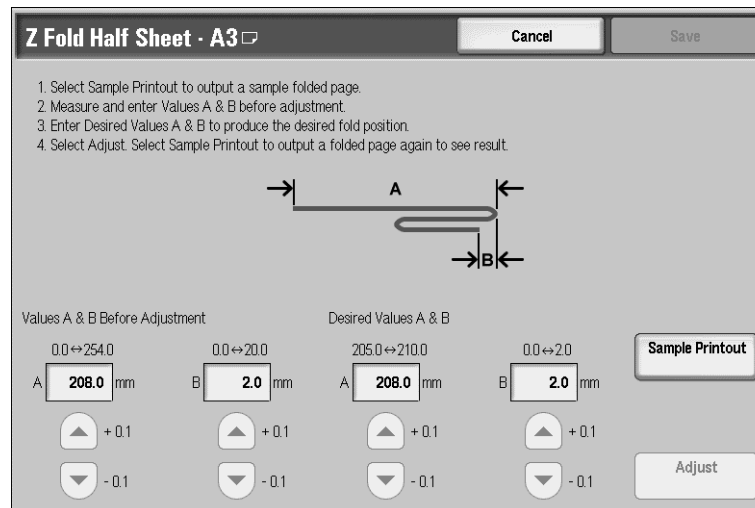 Z Fold Half Sheet - A3
Cancel
Save
1. Select Sample Printout to output a sample folded page.
2. Measure and enter Values A & B before adjustment.
3. Enter Desired Values A & B to produce the desired fold position.
4. Select Adjust. Select Sample Printout to output a folded page again to see result.
A
B
Values A & B Before Adjustment
Desired Values A & B
0.0↔254.0
0.0↔20.0
205.0↔210.0
0.0↔2.0
Sample Printout
A 208.0 mm
B 2.0 mm
A 208.0 mm
B 2.0 mm
+ 0.1
+ 0.1
+ 0.1
+ 0.1
- 0.1
- 0.1
- 0.1
- 0.1
Adjust